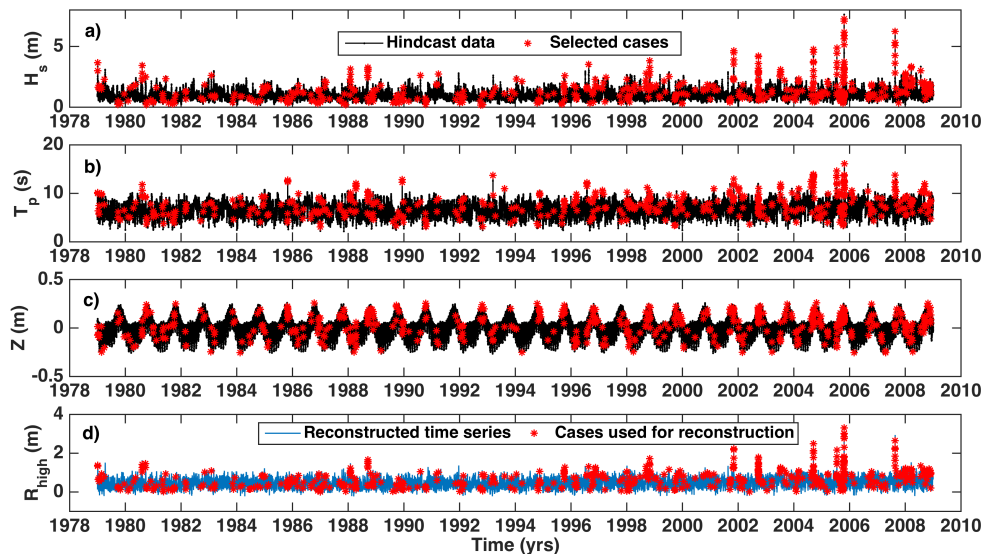 a)
Hindcast data
Selected cases
H_s (m)
5
0
1978 1980 1982 1984 1986 1988 1990 1992 1994 1996 1998 2000 2002 2004 2006 2008 2010
b)
T_p (s)
20
10
0
1978 1980 1982 1984 1986 1988 1990 1992 1994 1996 1998 2000 2002 2004 2006 2008 2010
c)
Z (m)
0.5
0
-0.5
1978 1980 1982 1984 1986 1988 1990 1992 1994 1996 1998 2000 2002 2004 2006 2008 2010
d)
Reconstructed time series
Cases used for reconstruction
R_high (m)
4
2
0
1978 1980 1982 1984 1986 1988 1990 1992 1994 1996 1998 2000 2002 2004 2006 2008 2010
Time (yrs)